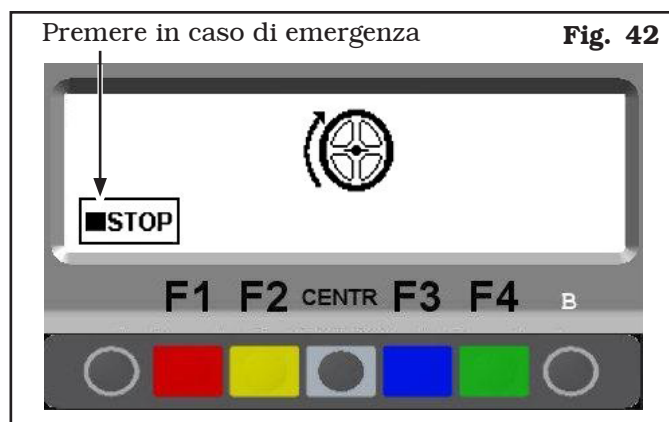 Premere in caso di emergenza
Fig. 42
STOP
F1 F2 CENTR F3 F4 B